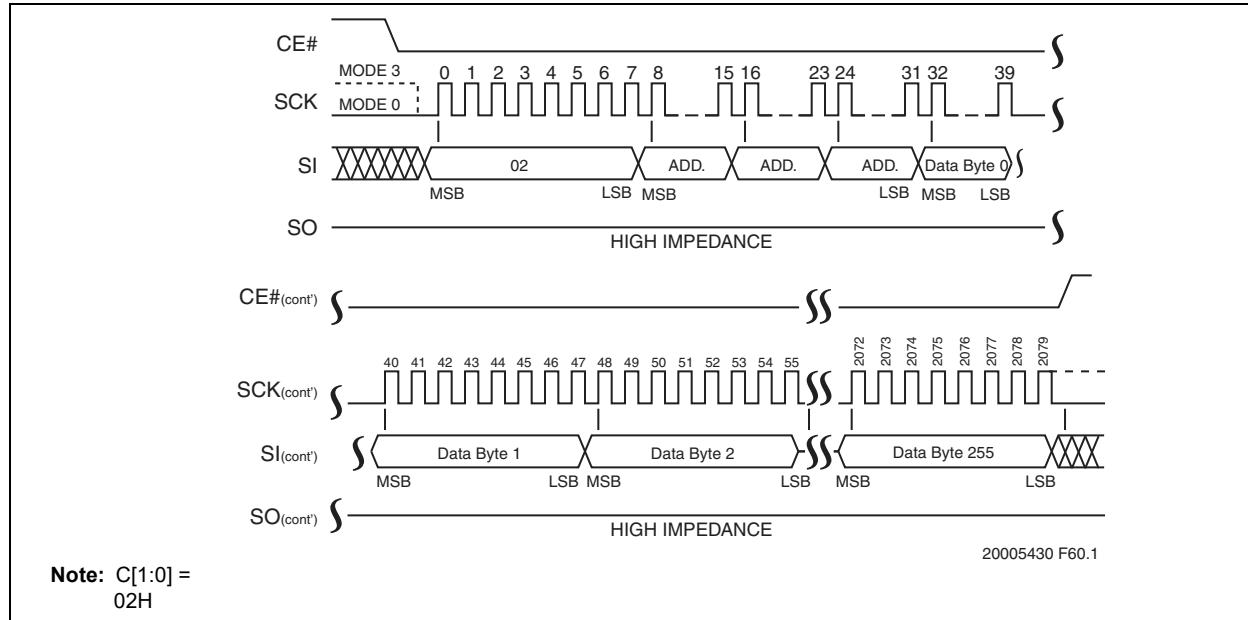 CE#
MODE 3
0 1 2 3 4 5 6 7 8 15 16 23 24 31 32 39
SCK
MODE 0
SI
02 ADD. ADD. ADD. Data Byte 0
MSB LSB MSB LSB MSB LSB
SO
HIGH IMPEDANCE
CE#(cont')
40 41 42 43 44 45 46 47 48 49 50 51 52 53 54 55 2072 2073 2074 2075 2076 2077 2078 2079
SCK(cont')
SI(cont')
Data Byte 1 Data Byte 2 Data Byte 255
MSB LSB MSB LSB MSB LSB
SO(cont')
HIGH IMPEDANCE
20005430 F60.1
Note: C[1:0] =
02H